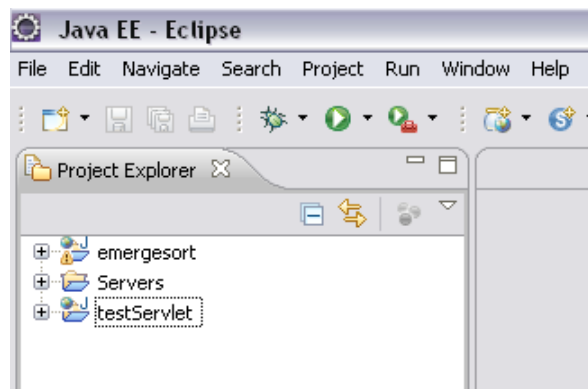 Java EE - Eclipse
File Edit Navigate Search Project Run Window Help
Project Explorer
emergesort
Servers
testServlet